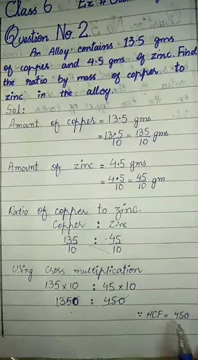 Class 6 Ex #
Question No. 2
An Alloy contains 13.5 gms
of copper and 4.5 gms of zinc. Find
the ratio by mass of copper to
zinc in the alloy.
Sol:
Amount of copper = 13.5 gms
= 13.5/10 = 135/10 gms
Amount of zinc = 4.5 gms
= 4.5/10 = 45/10 gm
Ratio of copper to zinc.
Copper : Zinc
135/10 : 45/10
Using cross multiplication
135 x 10 : 45 x 10
1350 : 450
∵ HCF = 450